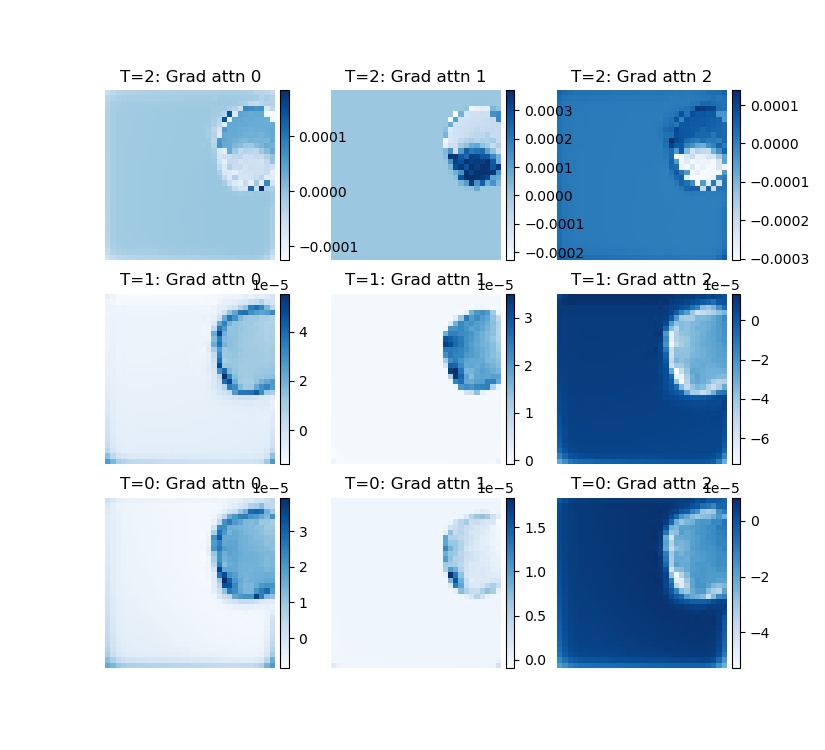 T=2: Grad attn 0
0.0001
0.0000
−0.0001
T=2: Grad attn 1
0.0003
0.0002
0.0001
0.0000
−0.0001
−0.0002
T=2: Grad attn 2
0.0001
0.0000
−0.0001
−0.0002
−0.0003
T=1: Grad attn 0
1e−5
4
2
0
T=1: Grad attn 1
1e−5
3
2
1
0
T=1: Grad attn 2
1e−5
0
−2
−4
−6
T=0: Grad attn 0
1e−5
3
2
1
0
T=0: Grad attn 1
1e−5
1.5
1.0
0.5
0.0
T=0: Grad attn 2
1e−5
0
−2
−4